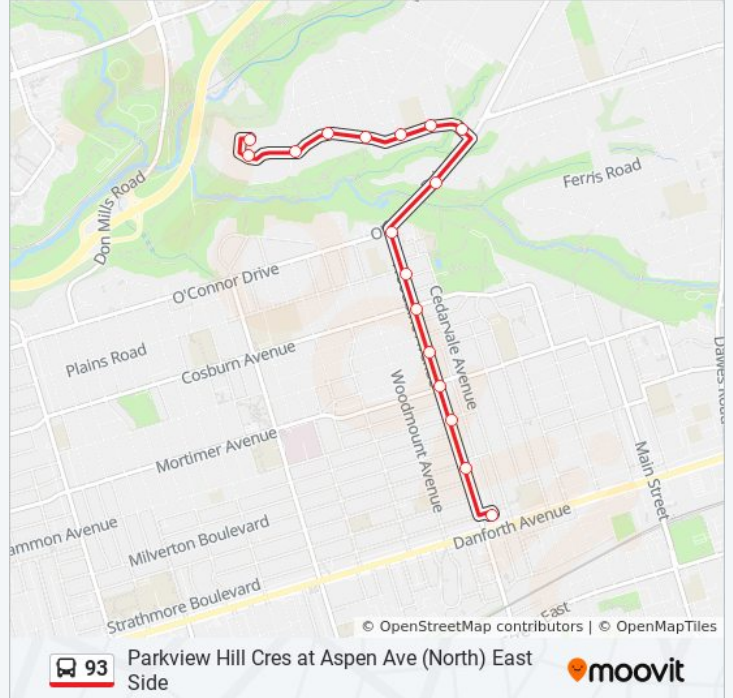 Don Mills Road
Ferris Road
O
O'Connor Drive
Cedarvale Avenue
Plains Road
Cosburn Avenue
Dawes Road
Woodmount Avenue
Mortimer Avenue
Main Street
ammon Avenue
Milverton Boulevard
Danforth Avenue
Strathmore Boulevard
East
© OpenStreetMap contributors | © OpenMapTiles
93
Parkview Hill Cres at Aspen Ave (North) East
Side
moovit